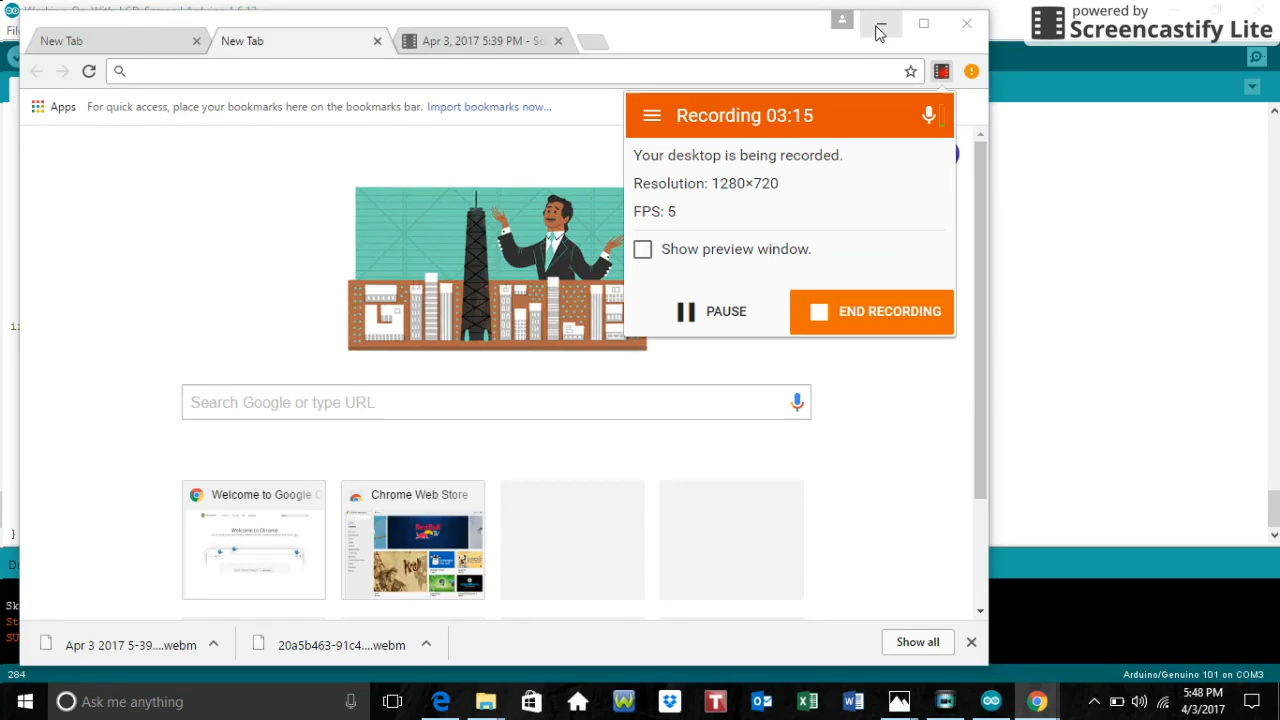 powered by
Screencastify Lite
New Tab
New Tab
Apr 3, 2017 5:39 PM - Sc
Apps
For quick access, place your bookmarks here on the bookmarks bar.
Import bookmarks now...
Recording 03:15
Your desktop is being recorded.
Resolution: 1280×720
FPS: 5
Show preview window.
PAUSE
END RECORDING
Search Google or type URL
Welcome to Google C
Chrome Web Store
Welcome to Chrome
Apr 3 2017 5-39....webm
20a5b463-91c4....webm
Show all
284
Arduino/Genuino 101 on COM3
Ask me anything
5:48 PM
4/3/2017